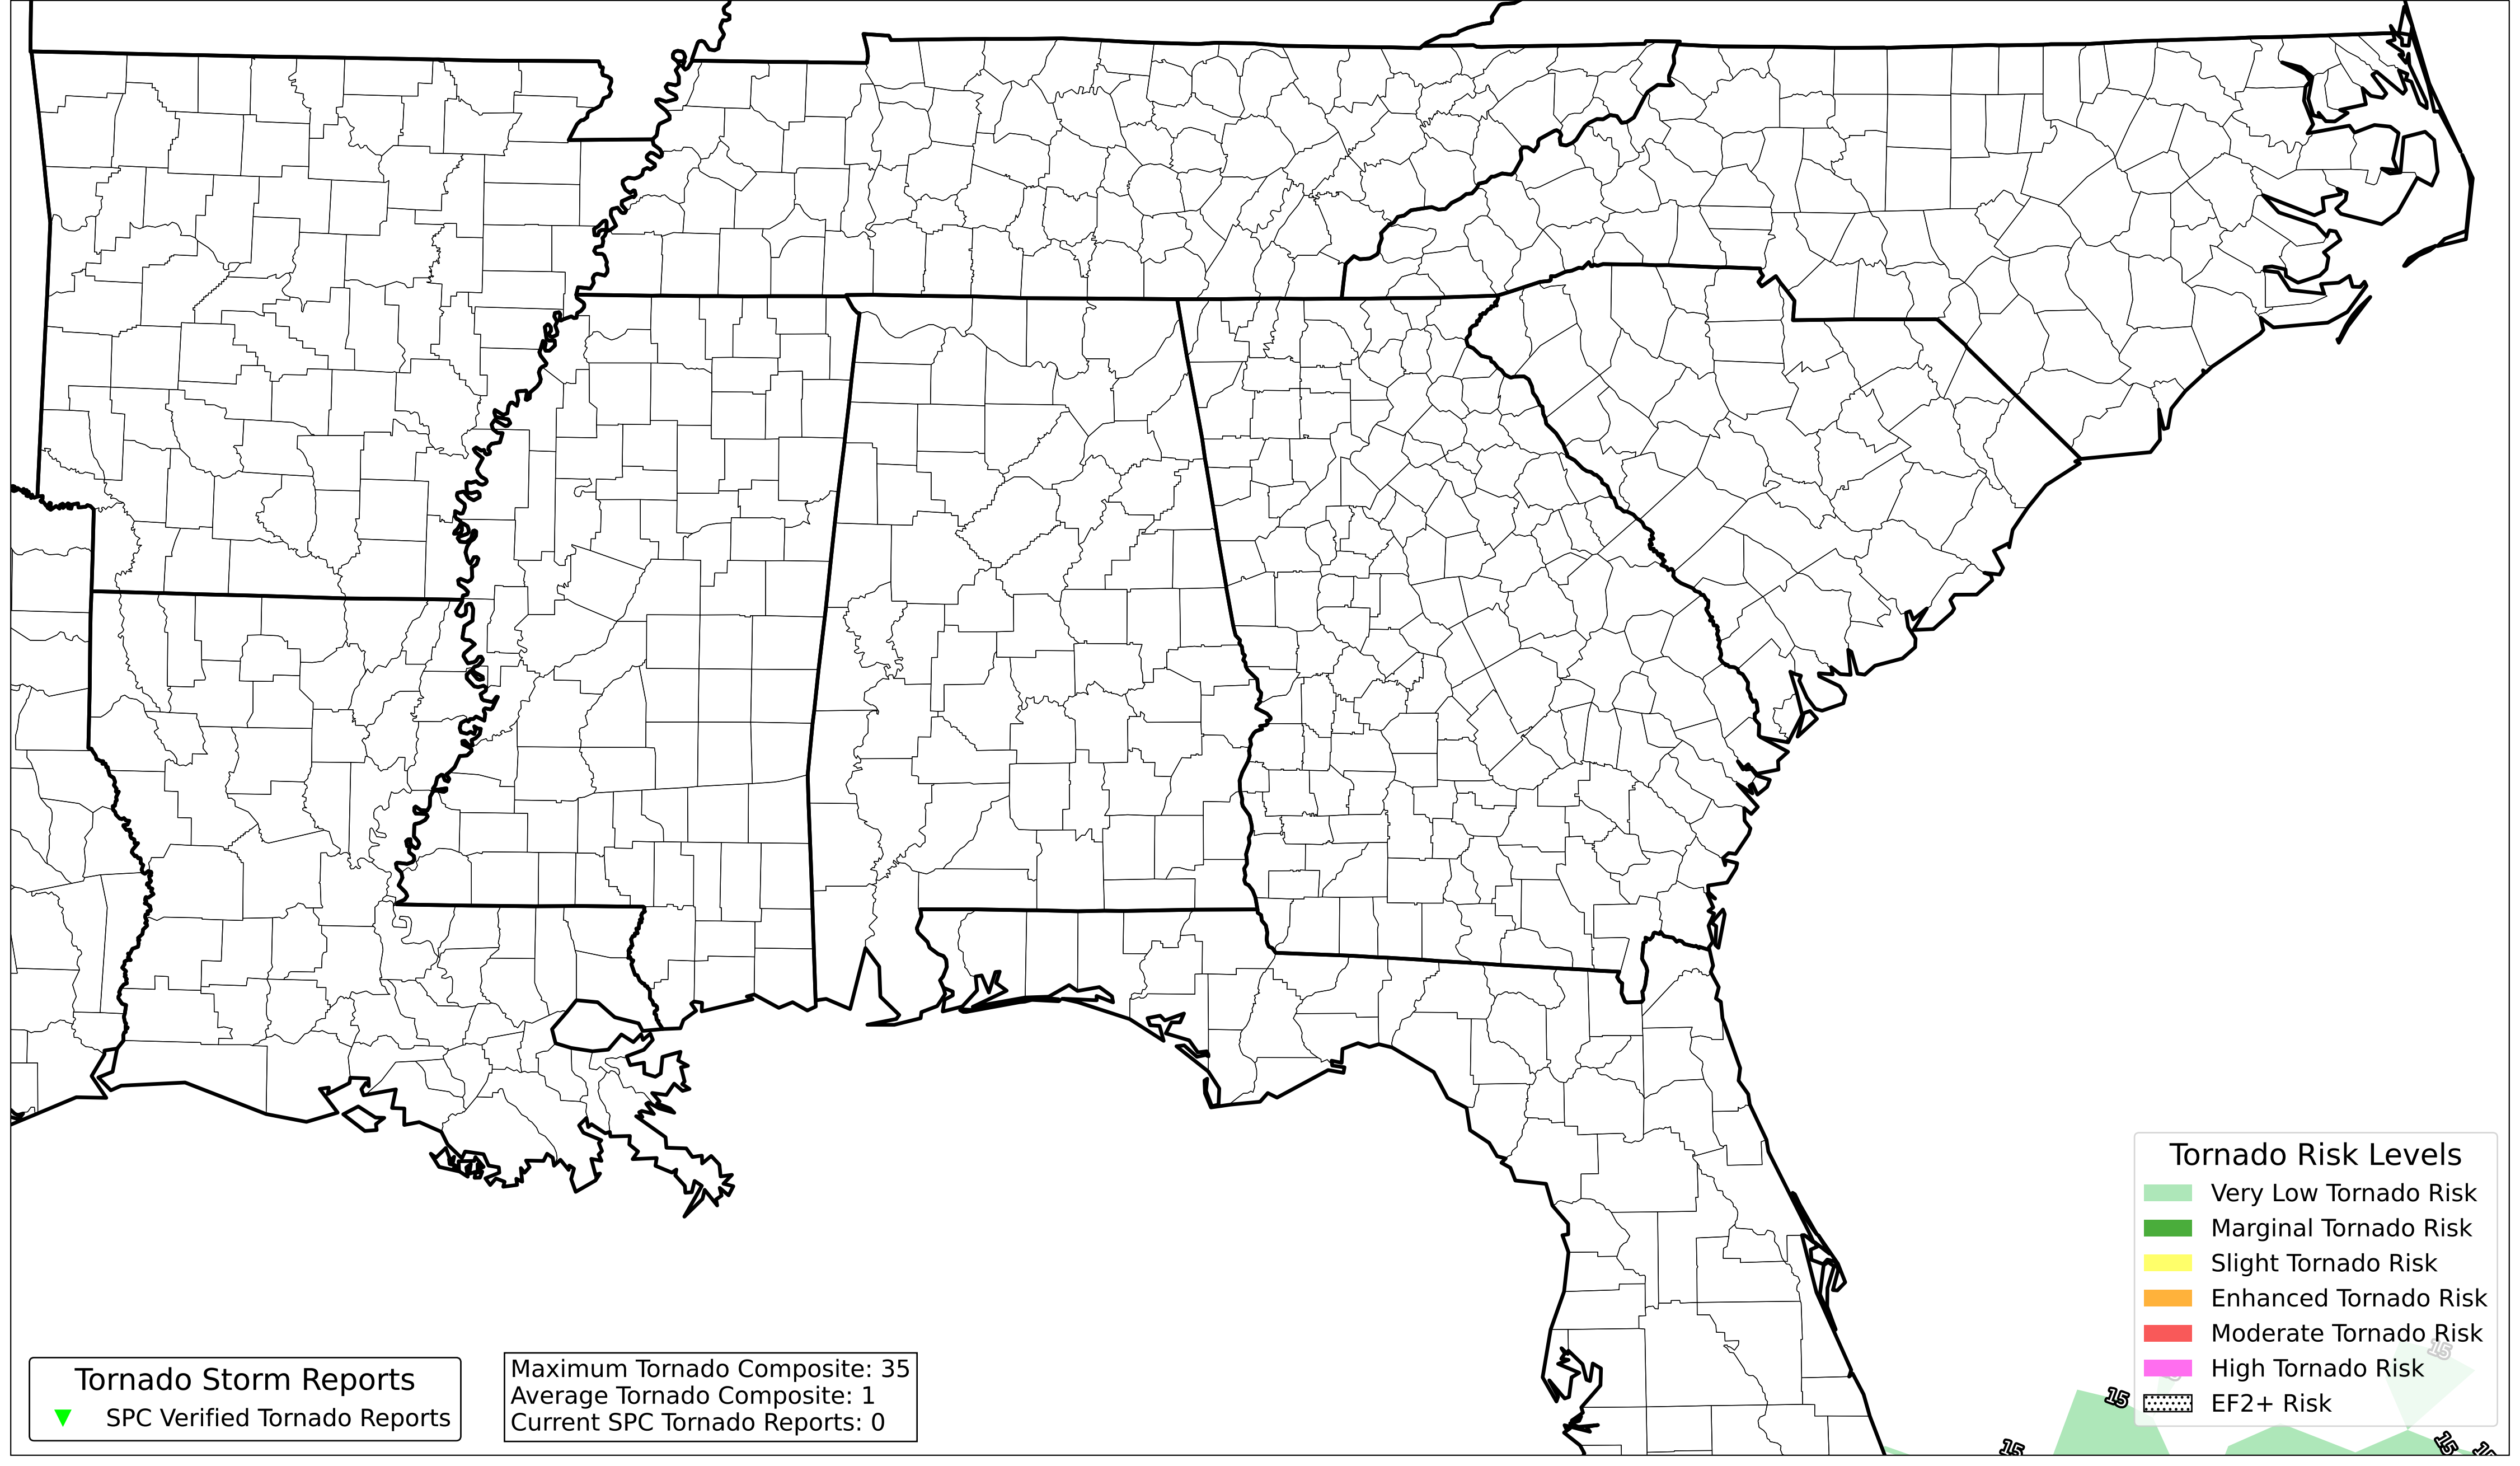 Tornado Risk Levels
Very Low Tornado Risk
Marginal Tornado Risk
Slight Tornado Risk
Enhanced Tornado Risk
Moderate Tornado Risk
High Tornado Risk
EF2+ Risk
15
15
15
Tornado Storm Reports
SPC Verified Tornado Reports
Maximum Tornado Composite: 35
Average Tornado Composite: 1
Current SPC Tornado Reports: 0
15